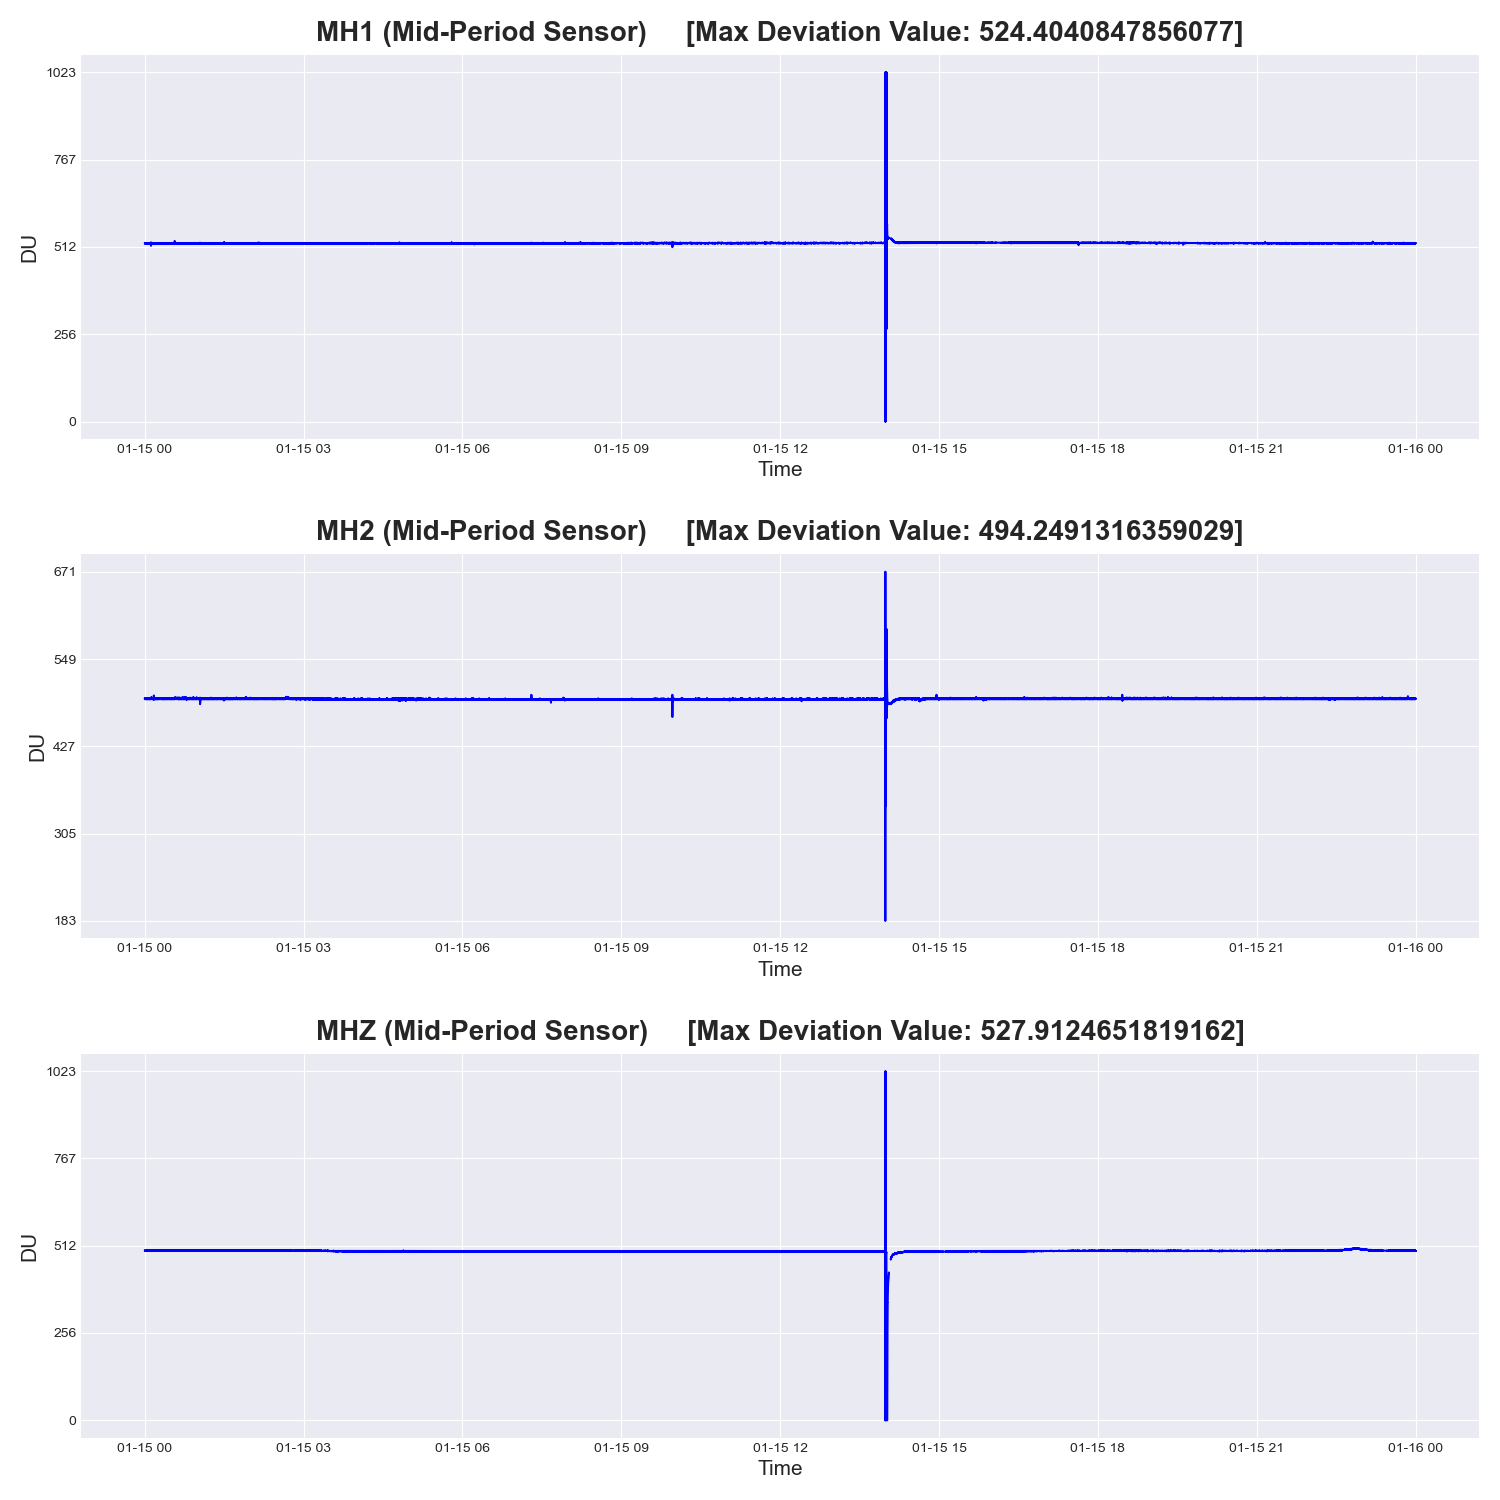 MH1 (Mid-Period Sensor) [Max Deviation Value: 524.4040847856077]
1023
767
512
256
0
DU
01-15 00 01-15 03 01-15 06 01-15 09 01-15 12 01-15 15 01-15 18 01-15 21 01-16 00
Time
MH2 (Mid-Period Sensor) [Max Deviation Value: 494.2491316359029]
671
549
427
305
183
DU
01-15 00 01-15 03 01-15 06 01-15 09 01-15 12 01-15 15 01-15 18 01-15 21 01-16 00
Time
MHZ (Mid-Period Sensor) [Max Deviation Value: 527.9124651819162]
1023
767
512
256
0
DU
01-15 00 01-15 03 01-15 06 01-15 09 01-15 12 01-15 15 01-15 18 01-15 21 01-16 00
Time